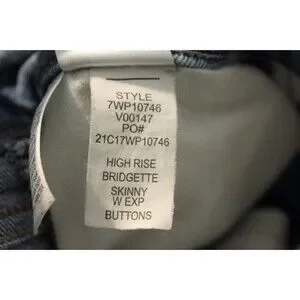 STYLE
7WP10746
V00147
PO#
21C17WP10746
HIGH RISE
BRIDGETTE
SKINNY
W EXP
BUTTONS